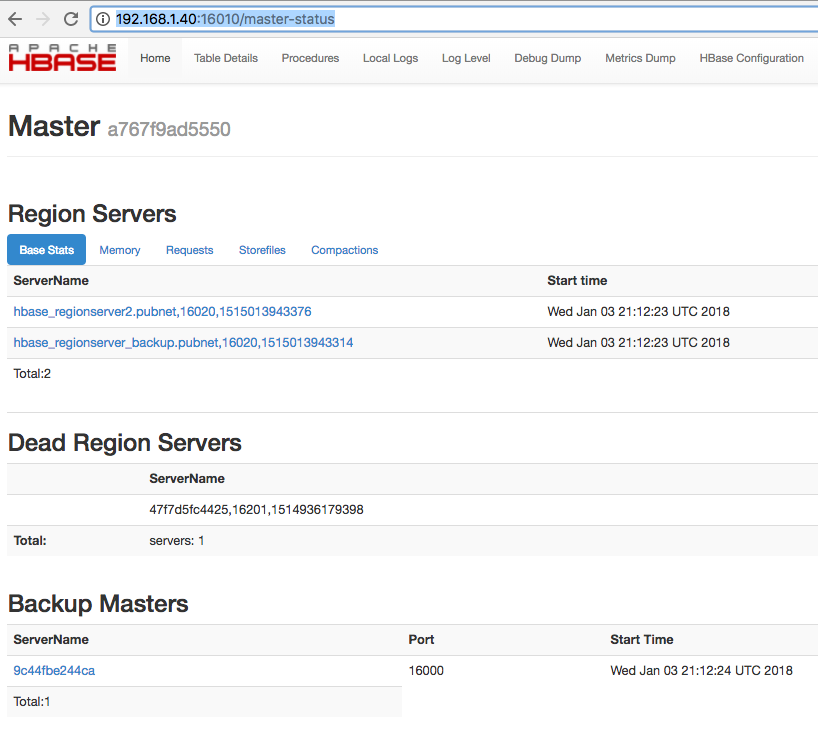 192.168.1.40:16010/master-status
APACHE
HBASE
Home Table Details Procedures Local Logs Log Level Debug Dump Metrics Dump HBase Configuration
Master a767f9ad5550
Region Servers
Base Stats Memory Requests Storefiles Compactions
ServerName Start time
hbase_regionserver2.pubnet,16020,1515013943376 Wed Jan 03 21:12:23 UTC 2018
hbase_regionserver_backup.pubnet,16020,1515013943314 Wed Jan 03 21:12:23 UTC 2018
Total:2
Dead Region Servers
ServerName
47f7d5fc4425,16201,1514936179398
Total: servers: 1
Backup Masters
ServerName Port Start Time
9c44fbe244ca 16000 Wed Jan 03 21:12:24 UTC 2018
Total:1